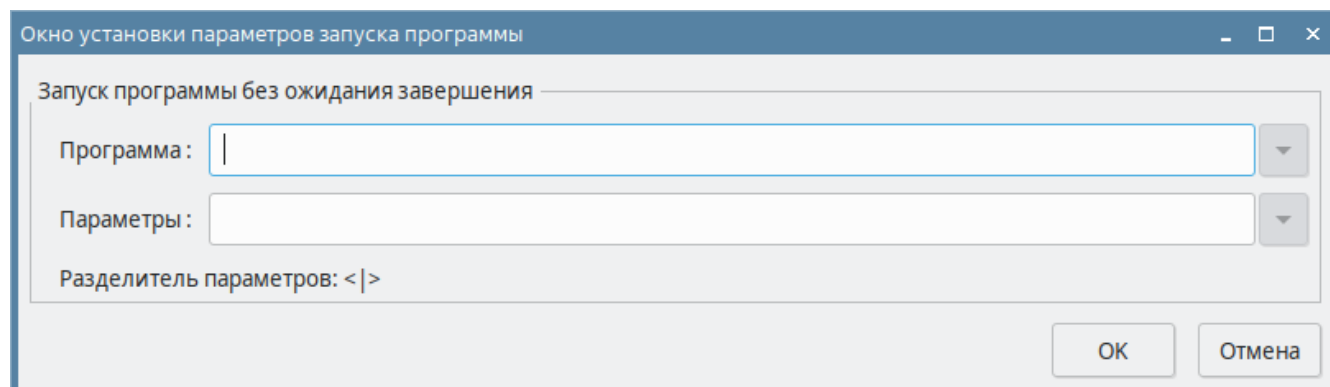 Окно установки параметров запуска программы
Запуск программы без ожидания завершения
Программа :
Параметры :
Разделитель параметров: <|>
OK
Отмена